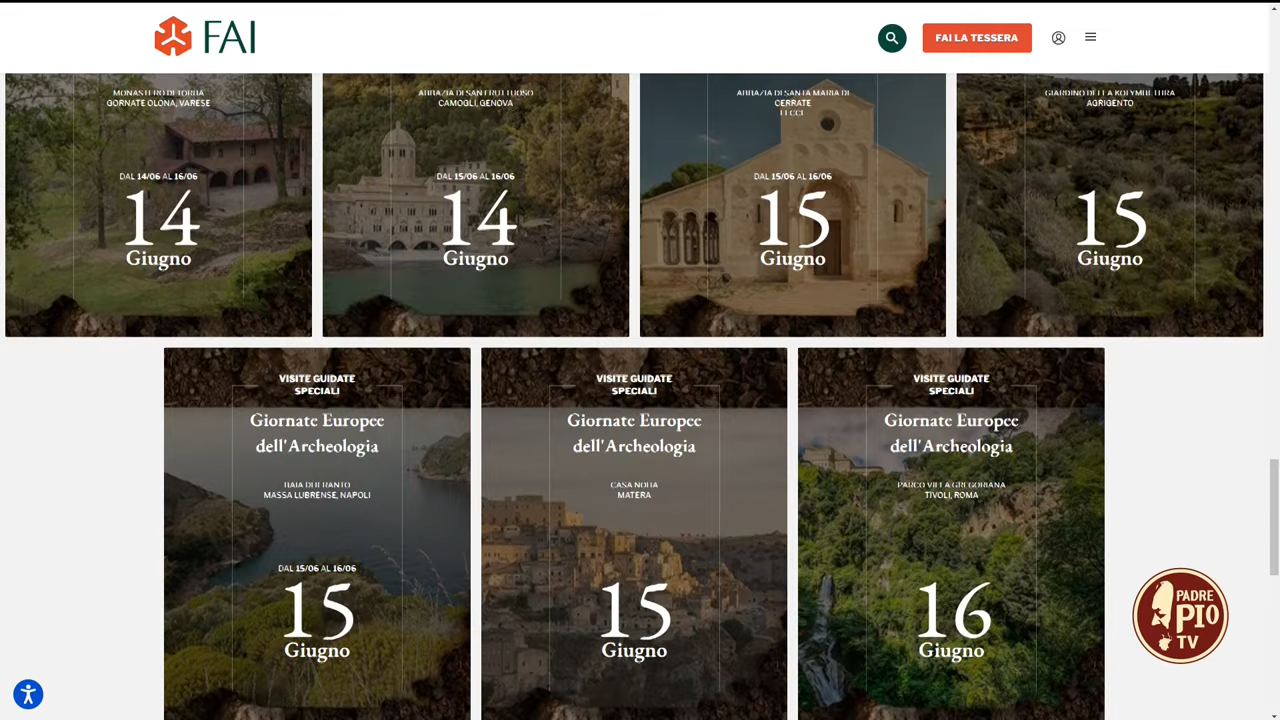 FAI
FAI LA TESSERA
MONASTERO DI TORBA
GORNATE OLONA, VARESE
DAL 14/06 AL 16/06
14
Giugno
ABBAZIA DI SAN FRUTTUOSO
CAMOGLI, GENOVA
DAL 15/06 AL 16/06
14
Giugno
ABBAZIA DI SANTA MARIA DI
CERRATE
LECCE
DAL 15/06 AL 16/06
15
Giugno
GIARDINO DELLA KOLYMBETHRA
AGRIGENTO
15
Giugno
VISITE GUIDATE
SPECIALI
Giornate Europee
dell'Archeologia
BAIA DI IERANTO
MASSA LUBRENSE, NAPOLI
DAL 15/06 AL 16/06
15
Giugno
VISITE GUIDATE
SPECIALI
Giornate Europee
dell'Archeologia
CASA NOHA
MATERA
15
Giugno
VISITE GUIDATE
SPECIALI
Giornate Europee
dell'Archeologia
PARCO VILLA GREGORIANA
TIVOLI, ROMA
16
Giugno
PADRE
PIO
TV